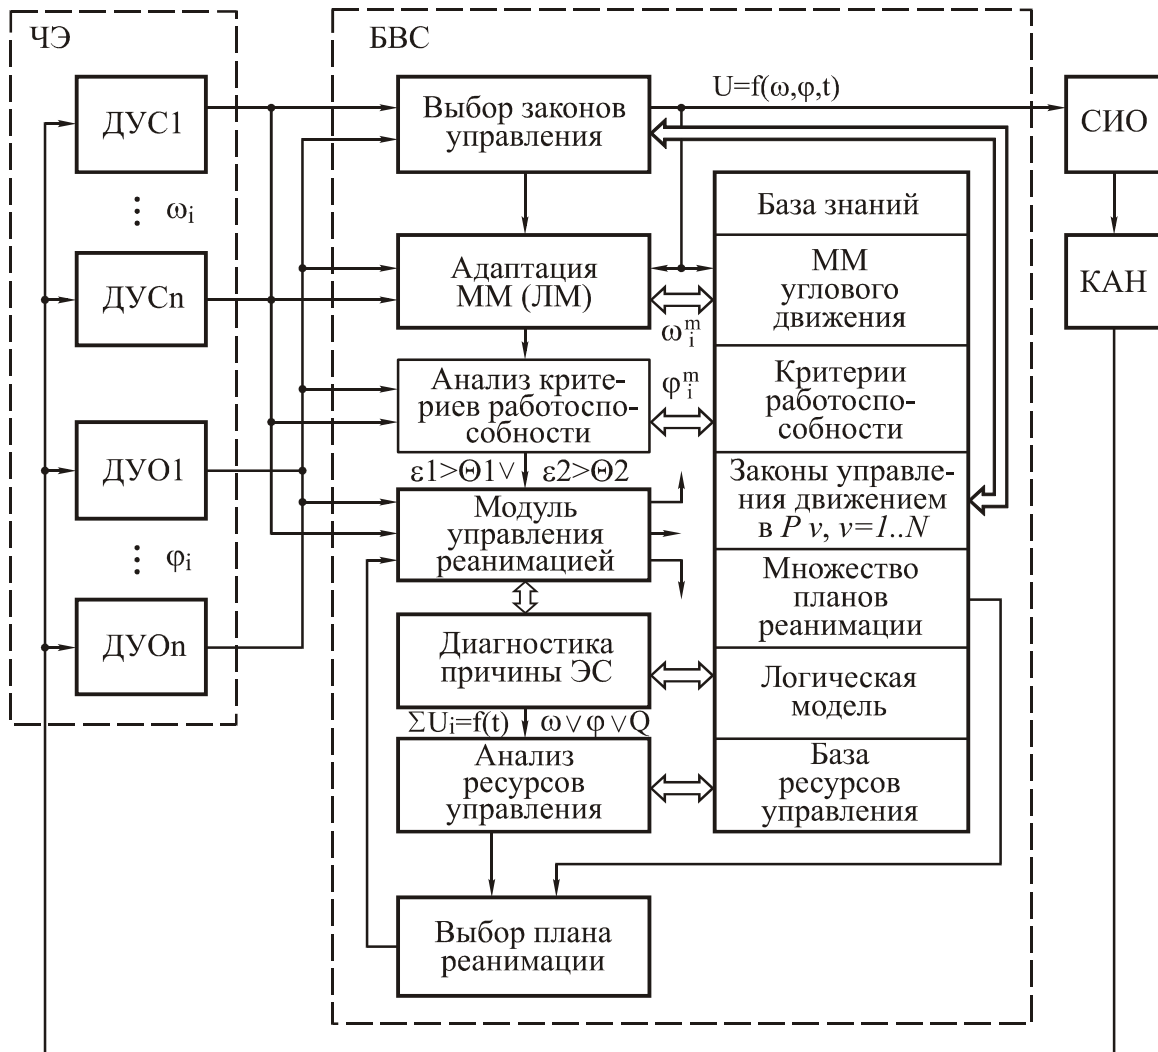 ЧЭ
ДУС1
⋮ ωi
ДУСn
ДУО1
⋮ φi
ДУОn
БВС
Выбор законов
управления
U=f(ω,φ,t)
Адаптация
ММ (ЛМ)
ω_i^m
Анализ крите-
риев работоспо-
собности
φ_i^m
ε1>Θ1∨ ε2>Θ2
Модуль
управления
реанимацией
Диагностика
причины ЭС
ΣUi=f(t) ω∨φ∨Q
Анализ
ресурсов
управления
Выбор плана
реанимации
База знаний
ММ
углового
движения
Критерии
работоспо-
собности
Законы управле-
ния движением
в P v, v=1..N
Множество
планов
реанимации
Логическая
модель
База
ресурсов
управления
СИО
КАН